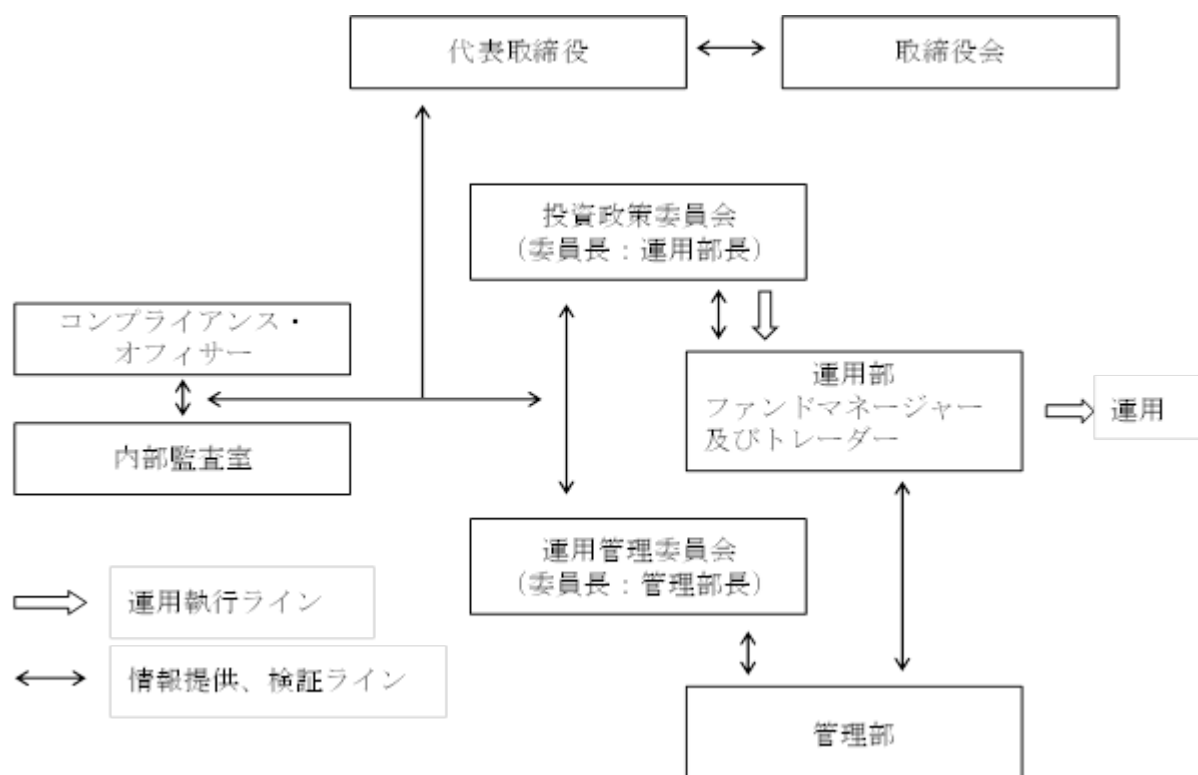 代表取締役
取締役会
投資政策委員会
（委員長：運用部長）
コンプライアンス・
オフィサー
運用部
ファンドマネージャー
及びトレーダー
運用
内部監査室
運用管理委員会
（委員長：管理部長）
運用執行ライン
情報提供、検証ライン
管理部